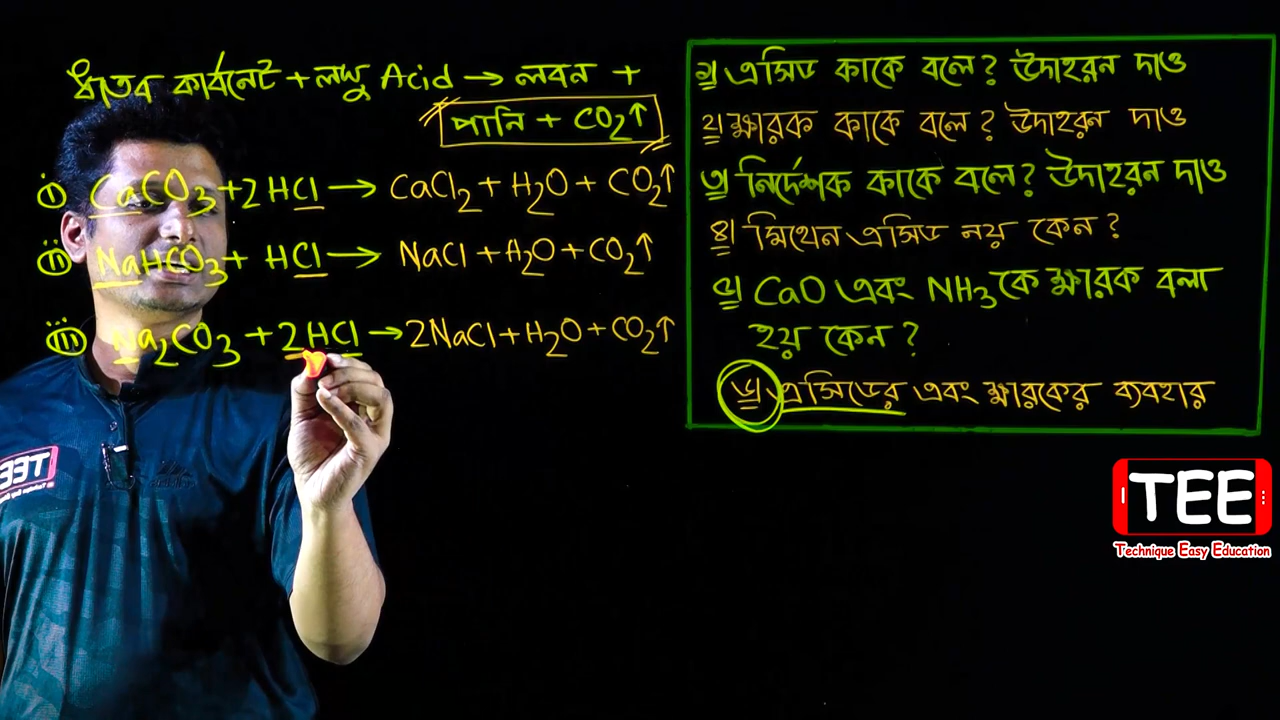 ধাতব কার্বনেট + লঘু Acid → লবন +
পানি + CO₂↑
(i) CaCO₃ + 2HCl → CaCl₂ + H₂O + CO₂↑
(ii) NaHCO₃ + HCl → NaCl + H₂O + CO₂↑
(iii) Na₂CO₃ + 2HCl → 2NaCl + H₂O + CO₂↑
১। এসিড কাকে বলে? উদাহরন দাও
২। ক্ষারক কাকে বলে? উদাহরন দাও
৩। নির্দেশক কাকে বলে? উদাহরন দাও
৪। মিথেন এসিড নয় কেন?
৫। CaO এবং NH₃ কে ক্ষারক বলা
হয় কেন?
৬। এসিডের এবং ক্ষারকের ব্যবহার
TEE
Technique Easy Education
TEE